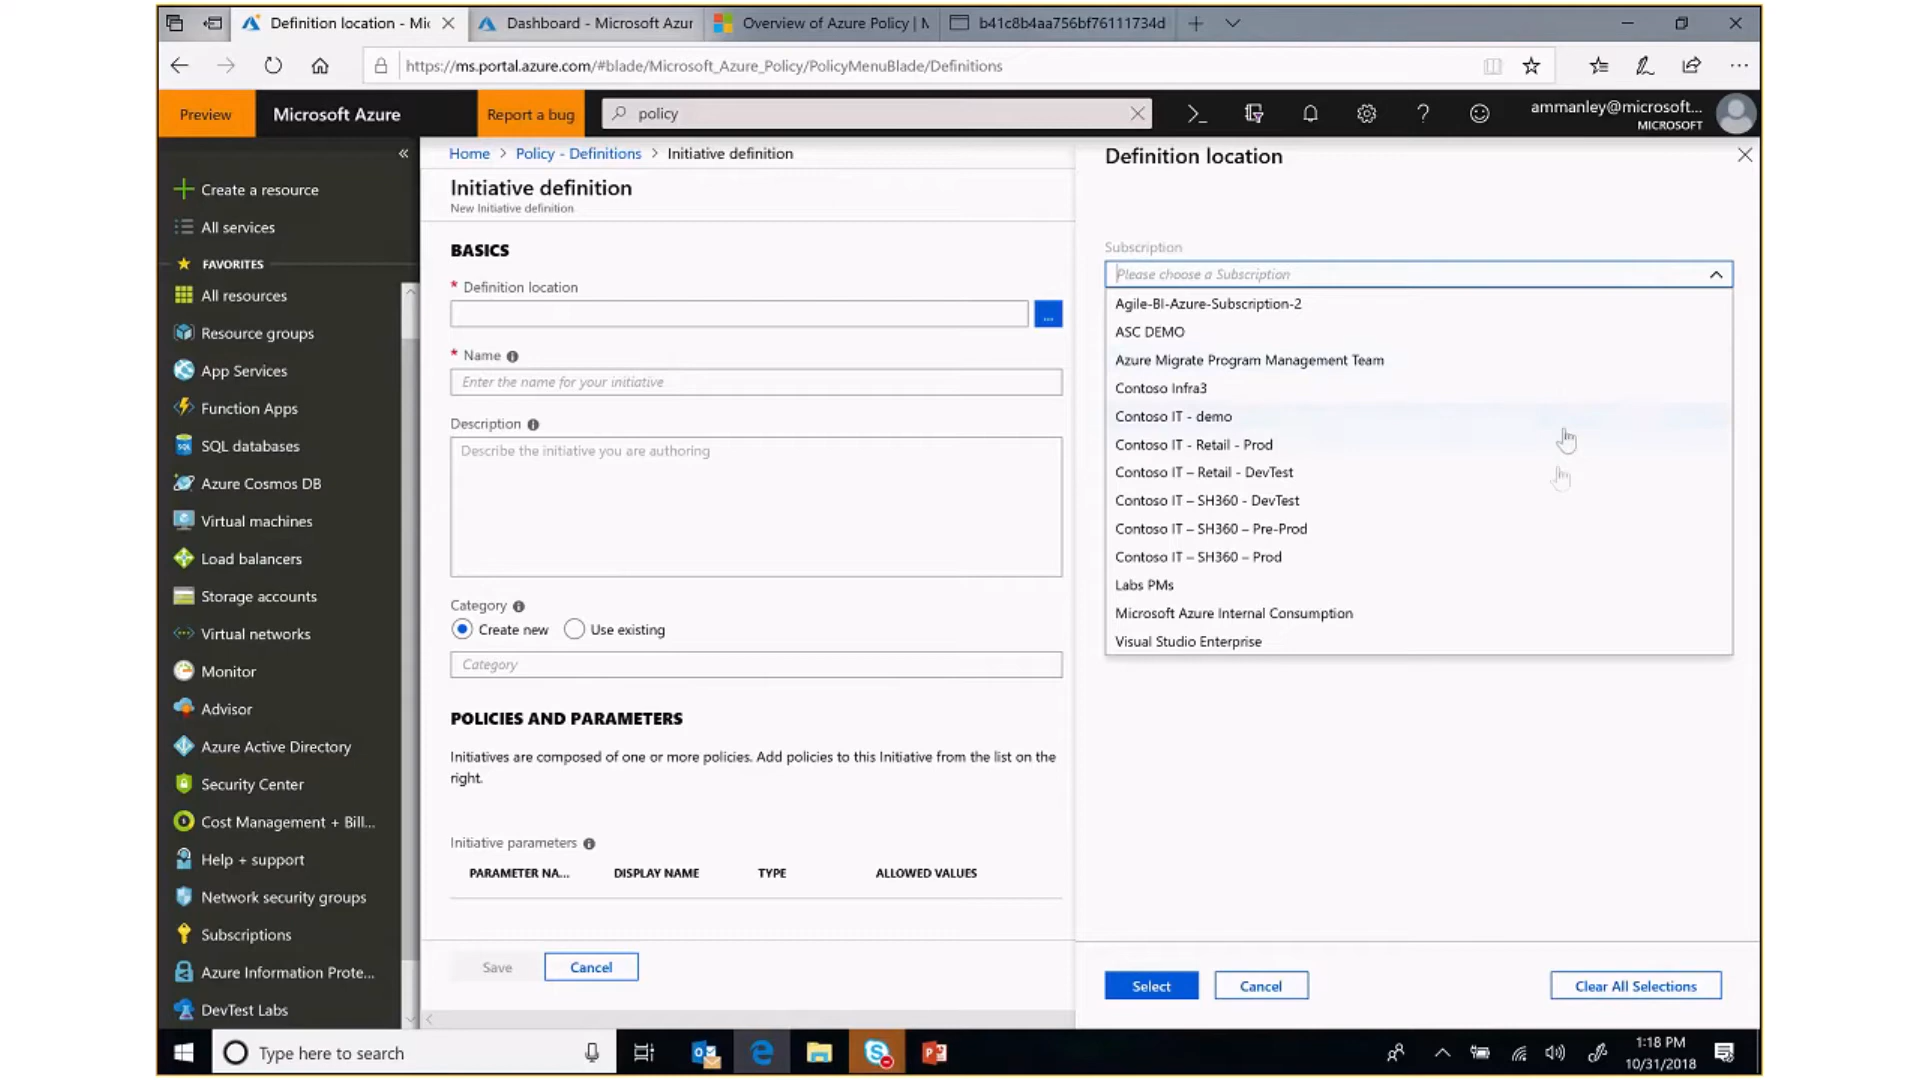 Definition location - Mic
Dashboard - Microsoft Azur
Overview of Azure Policy | M
b41c8b4aa756bf76111734d
https://ms.portal.azure.com/#blade/Microsoft_Azure_Policy/PolicyMenuBlade/Definitions
Preview
Microsoft Azure
Report a bug
policy
ammanley@microsoft...
MICROSOFT
Create a resource
All services
FAVORITES
All resources
Resource groups
App Services
Function Apps
SQL databases
Azure Cosmos DB
Virtual machines
Load balancers
Storage accounts
Virtual networks
Monitor
Advisor
Azure Active Directory
Security Center
Cost Management + Bill...
Help + support
Network security groups
Subscriptions
Azure Information Prote...
DevTest Labs
Home > Policy - Definitions > Initiative definition
Initiative definition
New Initiative definition
BASICS
* Definition location
...
* Name
Enter the name for your initiative
Description
Describe the initiative you are authoring
Category
Create new
Use existing
Category
POLICIES AND PARAMETERS
Initiatives are composed of one or more policies. Add policies to this Initiative from the list on the
right.
Initiative parameters
PARAMETER NA... DISPLAY NAME TYPE ALLOWED VALUES
Save
Cancel
Definition location
Subscription
Please choose a Subscription
Agile-BI-Azure-Subscription-2
ASC DEMO
Azure Migrate Program Management Team
Contoso Infra3
Contoso IT - demo
Contoso IT - Retail - Prod
Contoso IT – Retail - DevTest
Contoso IT – SH360 - DevTest
Contoso IT – SH360 – Pre-Prod
Contoso IT – SH360 – Prod
Labs PMs
Microsoft Azure Internal Consumption
Visual Studio Enterprise
Select
Cancel
Clear All Selections
Type here to search
1:18 PM
10/31/2018